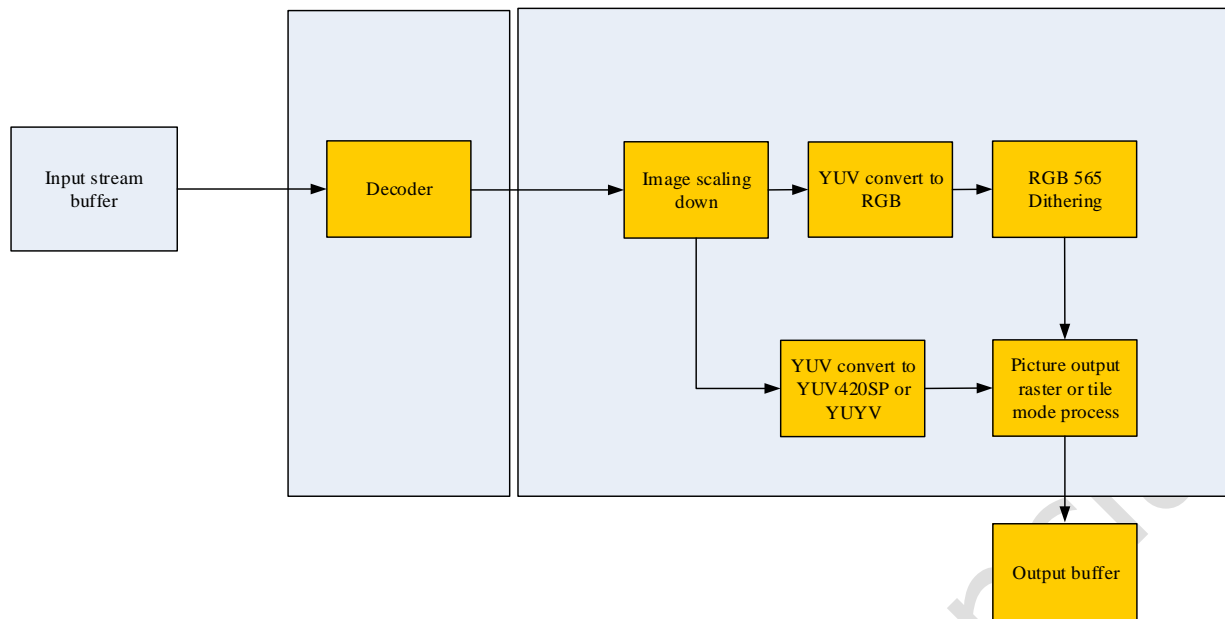 Input stream
buffer
Decoder
Image scaling
down
YUV convert to
RGB
RGB 565
Dithering
YUV convert to
YUV420SP or
YUYV
Picture output
raster or tile
mode process
Output buffer